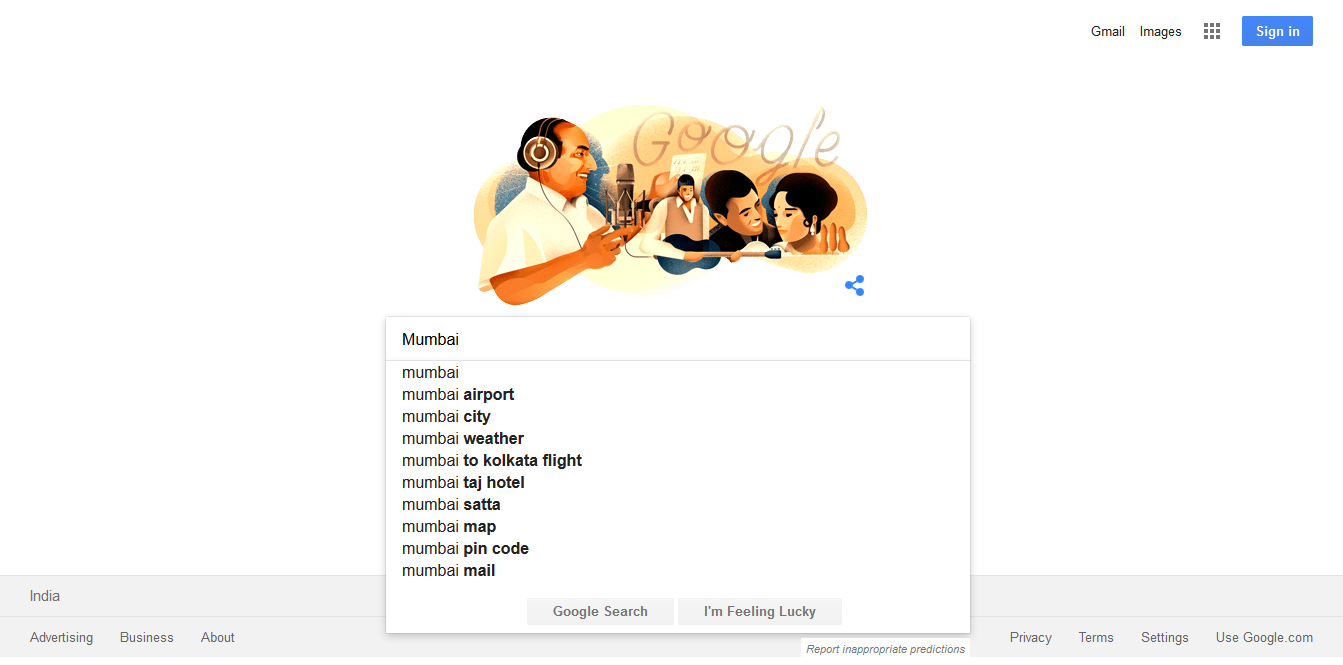 Gmail Images Sign in
Google
Mumbai
mumbai
mumbai airport
mumbai city
mumbai weather
mumbai to kolkata flight
mumbai taj hotel
mumbai satta
mumbai map
mumbai pin code
mumbai mail
Google Search I'm Feeling Lucky
India
Advertising Business About Privacy Terms Settings Use Google.com
Report inappropriate predictions